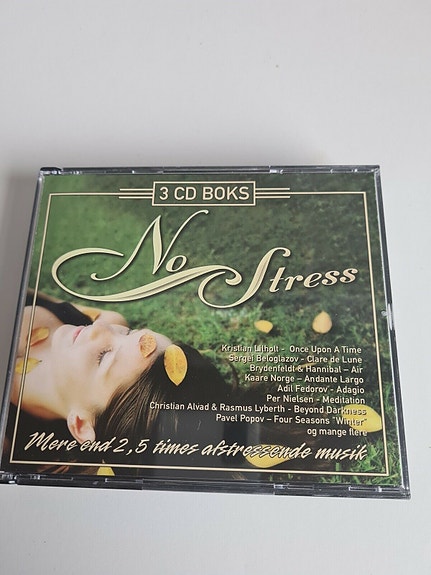 3 CD BOKS
No Stress
Kristian Lilholt - Once Upon A Time
Sergei Beloglazov - Clare de Lune
Brydenfeldt & Hannibal – Air
Kaare Norge - Andante Largo
Adil Fedorov - Adagio
Per Nielsen - Meditation
Christian Alvad & Rasmus Lyberth - Beyond Darkness
Pavel Popov – Four Seasons "Winter"
og mange flere
Mere end 2,5 times afstressende musik